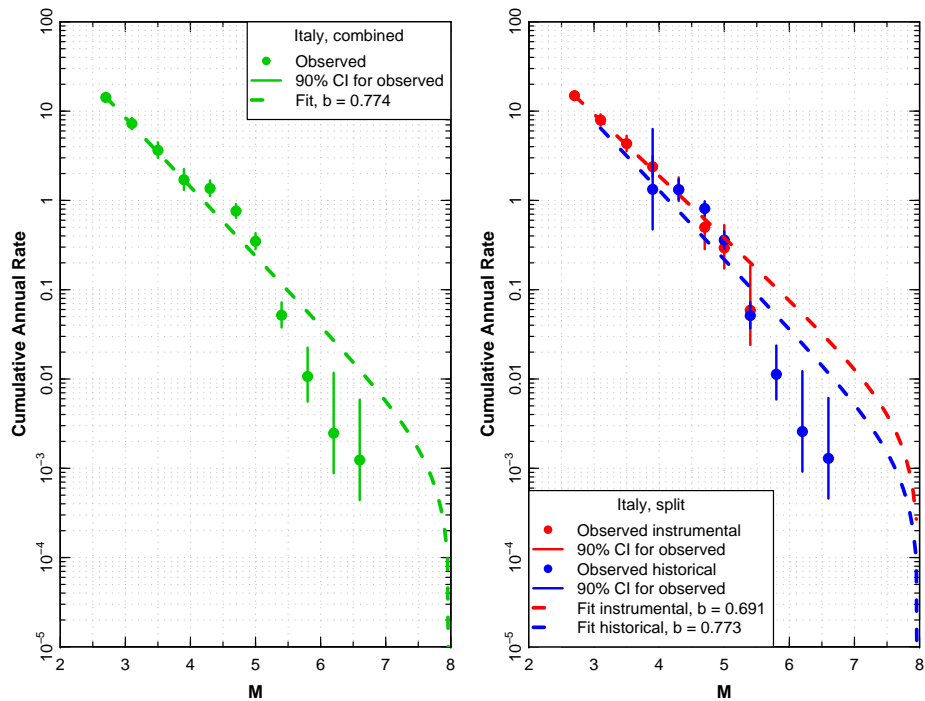 Italy, combined
Observed
90% CI for observed
Fit, b = 0.774
Cumulative Annual Rate
100
10
1
0.1
0.01
10⁻³
10⁻⁴
10⁻⁵
2 3 4 5 6 7 8
M
Italy, split
Observed instrumental
90% CI for observed
Observed historical
90% CI for observed
Fit instrumental, b = 0.691
Fit historical, b = 0.773
Cumulative Annual Rate
100
10
1
0.1
0.01
10⁻³
10⁻⁴
10⁻⁵
2 3 4 5 6 7 8
M